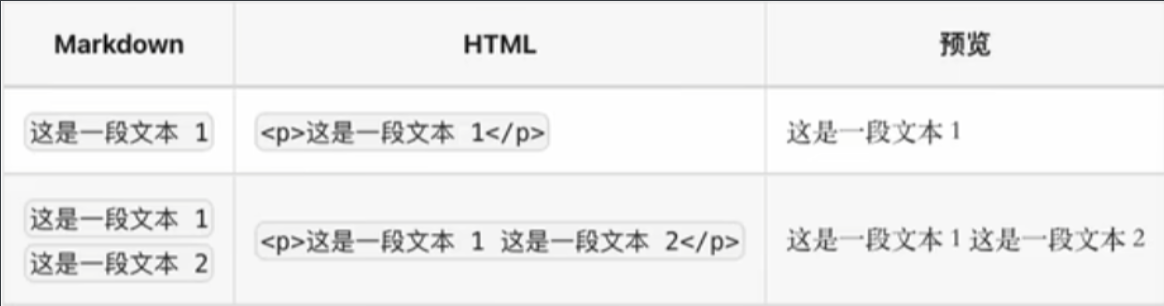 Markdown HTML 预览
这是一段文本 1 <p>这是一段文本 1</p> 这是一段文本 1
这是一段文本 1
这是一段文本 2
<p>这是一段文本 1 这是一段文本 2</p> 这是一段文本 1 这是一段文本 2